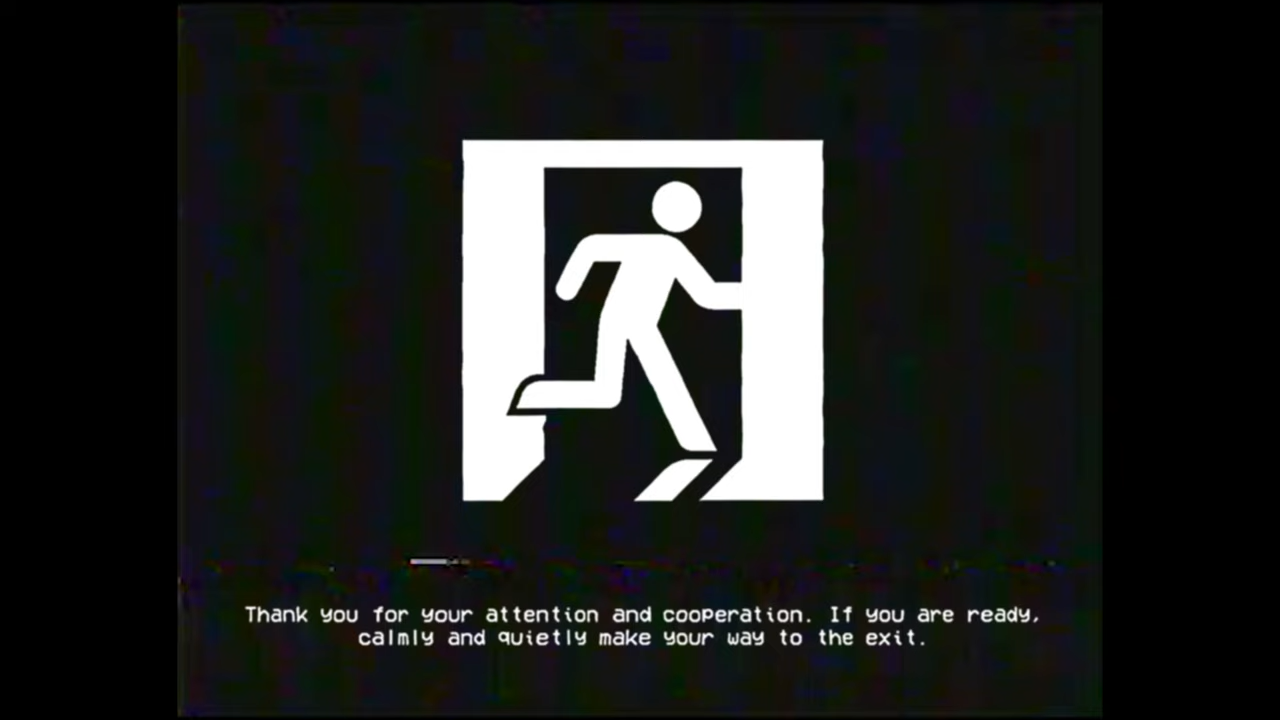 Thank you for your attention and cooperation. If you are ready,
calmly and quietly make your way to the exit.